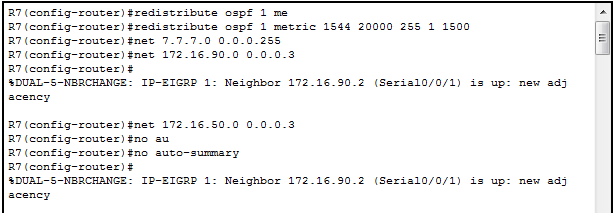 R7(config-router)#redistribute ospf 1 me
R7(config-router)#redistribute ospf 1 metric 1544 20000 255 1 1500
R7(config-router)#net 7.7.7.0 0.0.0.255
R7(config-router)#net 172.16.90.0 0.0.0.3
R7(config-router)#
%DUAL-5-NBRCHANGE: IP-EIGRP 1: Neighbor 172.16.90.2 (Serial0/0/1) is up: new adj
acency
R7(config-router)#net 172.16.50.0 0.0.0.3
R7(config-router)#no au
R7(config-router)#no auto-summary
R7(config-router)#
%DUAL-5-NBRCHANGE: IP-EIGRP 1: Neighbor 172.16.90.2 (Serial0/0/1) is up: new adj
acency